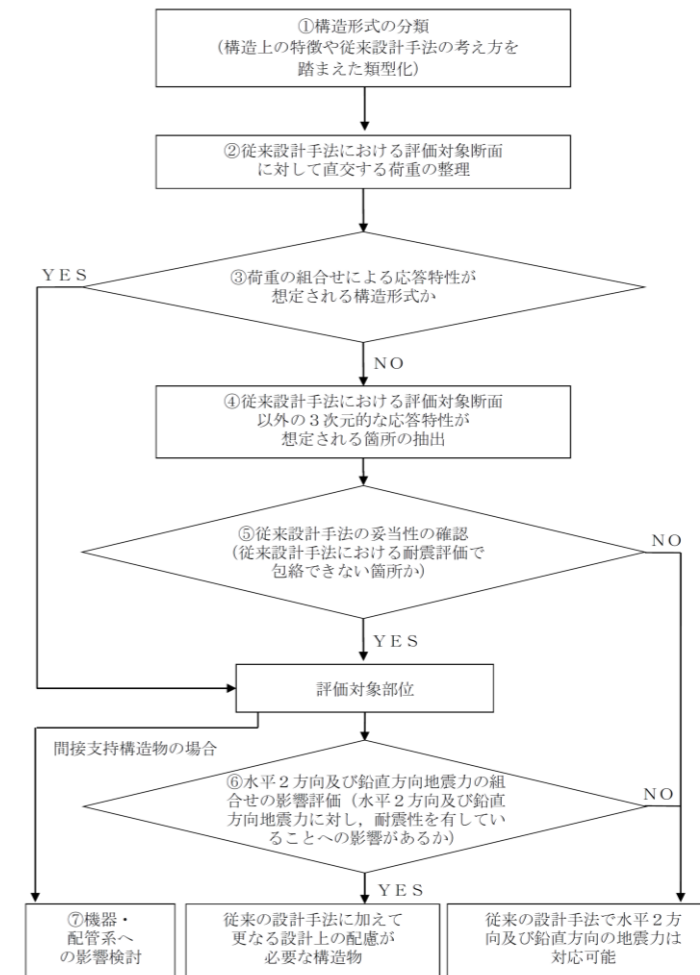 ①構造形式の分類
(構造上の特徴や従来設計手法の考え方を
踏まえた類型化)
②従来設計手法における評価対象断面
に対して直交する荷重の整理
YES
③荷重の組合せによる応答特性が
想定される構造形式か
NO
④従来設計手法における評価対象断面
以外の3次元的な応答特性が
想定される箇所の抽出
⑤従来設計手法の妥当性の確認
(従来設計手法における耐震評価で
包絡できない箇所か)
NO
YES
評価対象部位
間接支持構造物の場合
⑥水平2方向及び鉛直方向地震力の組
合せの影響評価(水平2方向及び鉛直
方向地震力に対し,耐震性を有してい
ることへの影響があるか)
NO
YES
⑦機器・
配管系へ
の影響検討
従来の設計手法に加えて
更なる設計上の配慮が
必要な構造物
従来の設計手法で水平2方
向及び鉛直方向の地震力は
対応可能